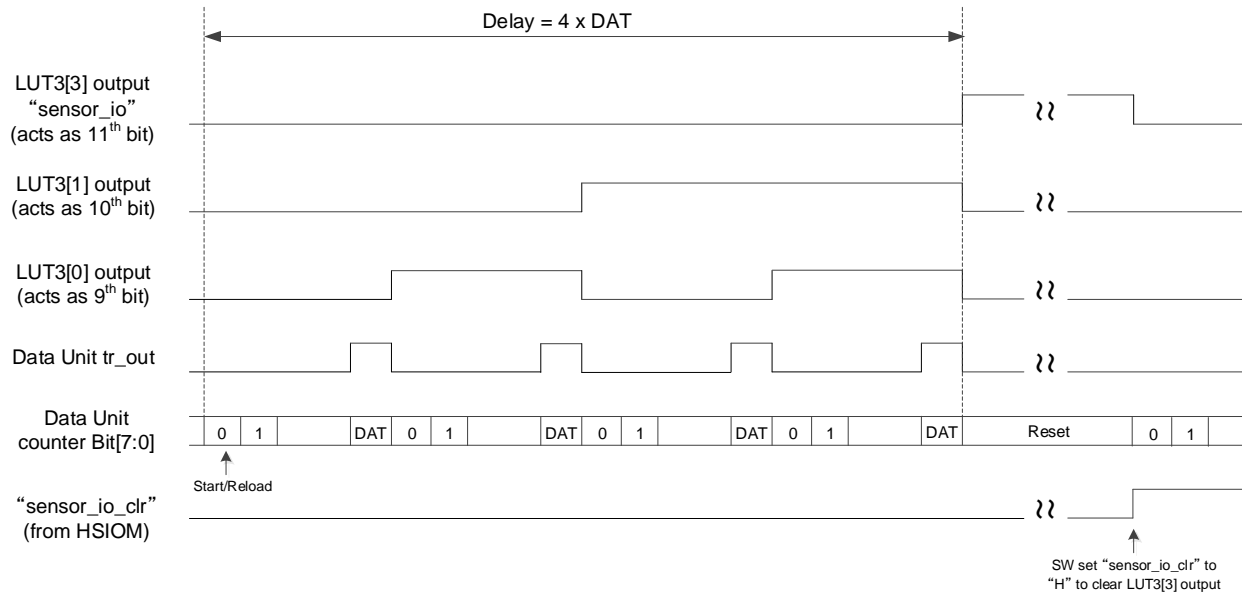 Delay = 4 x DAT
LUT3[3] output
“sensor_io”
(acts as 11th bit)
LUT3[1] output
(acts as 10th bit)
LUT3[0] output
(acts as 9th bit)
Data Unit tr_out
Data Unit
counter Bit[7:0]
0 1 DAT 0 1 DAT 0 1 DAT 0 1 DAT Reset 0 1
Start/Reload
“sensor_io_clr”
(from HSIOM)
SW set “sensor_io_clr” to
“H” to clear LUT3[3] output